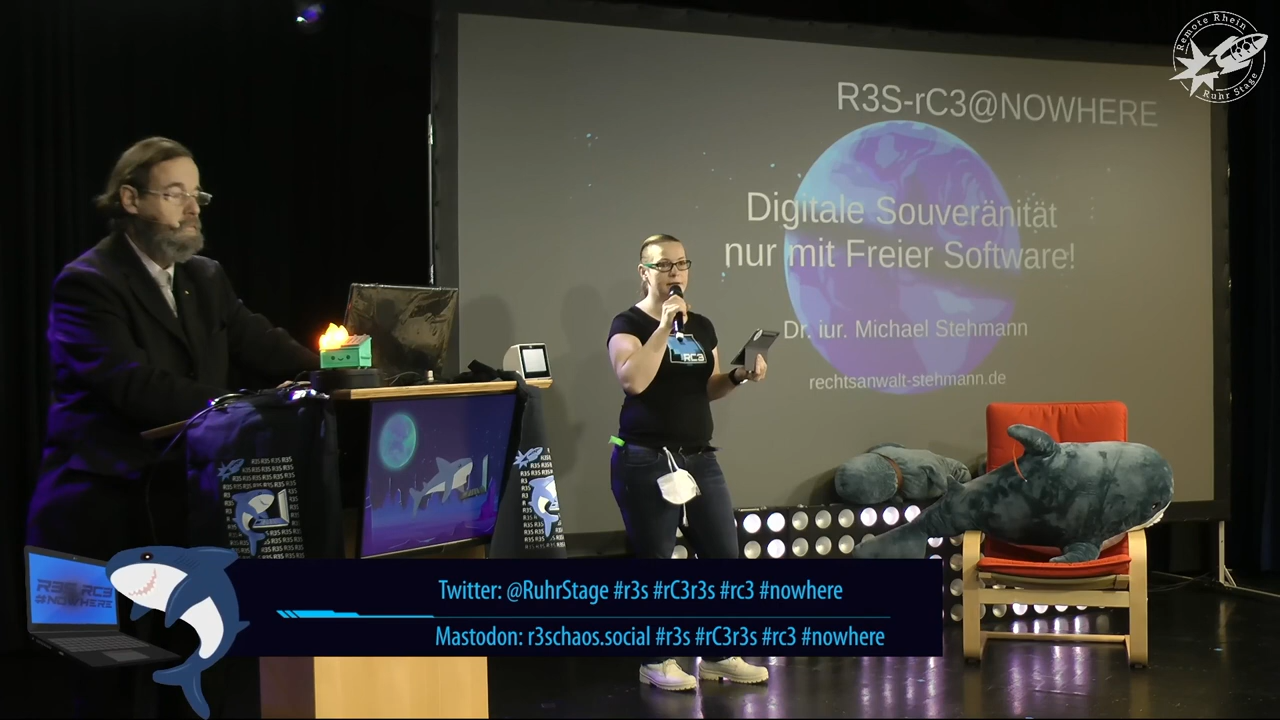 Remote Rhein
Ruhr Stage
R3S-rC3@NOWHERE
Digitale Souveränität
nur mit Freier Software!
Dr. iur. Michael Stehmann
rechtsanwalt-stehmann.de
RC3
R3S RC3
#NOWHERE
Twitter: @RuhrStage #r3s #rC3r3s #rc3 #nowhere
Mastodon: r3schaos.social #r3s #rC3r3s #rc3 #nowhere